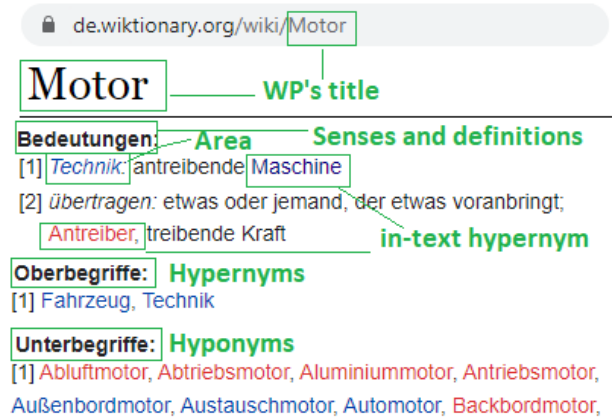 de.wiktionary.org/wiki/Motor
Motor WP's title
Bedeutungen: Area Senses and definitions
[1] Technik: antreibende Maschine
[2] übertragen: etwas oder jemand, der etwas voranbringt;
Antreiber, treibende Kraft in-text hypernym
Oberbegriffe: Hypernyms
[1] Fahrzeug, Technik
Unterbegriffe: Hyponyms
[1] Abluftmotor, Abtriebsmotor, Aluminiummotor, Antriebsmotor,
Außenbordmotor, Austauschmotor, Automotor, Backbordmotor,